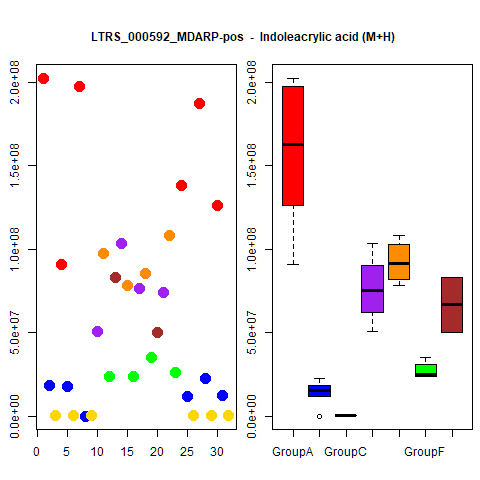 LTRS_000592_MDARP-pos - Indoleacrylic acid (M+H)
2.0e+08
1.5e+08
1.0e+08
5.0e+07
0.0e+00
0 5 10 15 20 25 30
2.0e+08
1.5e+08
1.0e+08
5.0e+07
0.0e+00
GroupA GroupC GroupF